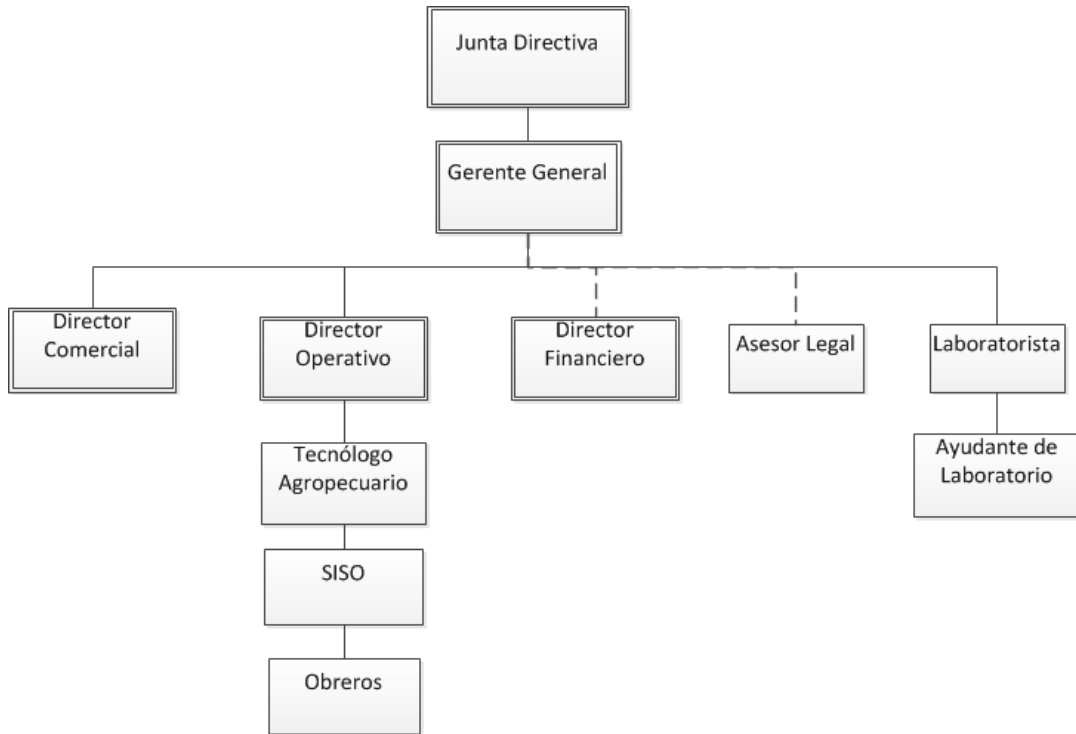 Junta Directiva
Gerente General
Director
Comercial
Director
Operativo
Director
Financiero
Asesor Legal
Laboratorista
Tecnólogo
Agropecuario
Ayudante de
Laboratorio
SISO
Obreros